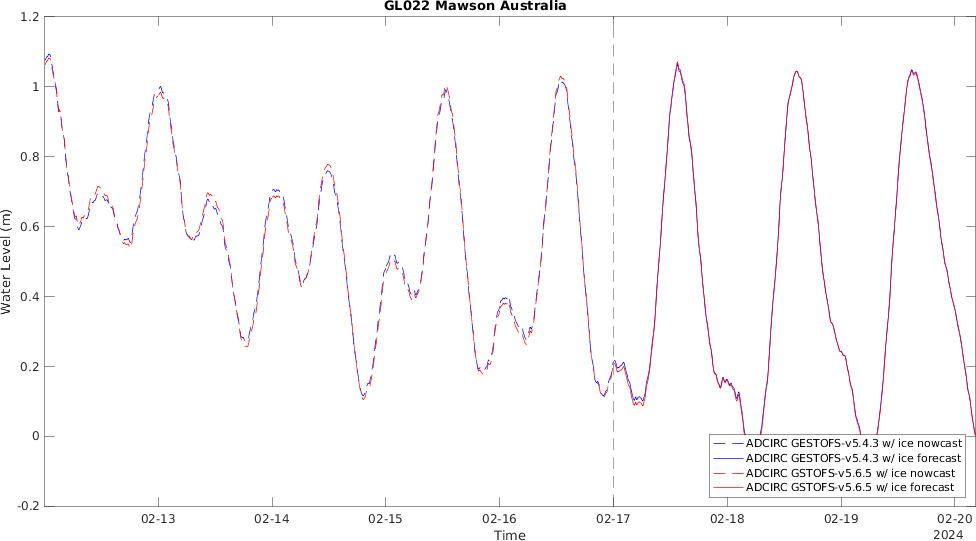 GL022 Mawson Australia
1.2
1
0.8
0.6
0.4
0.2
0
-0.2
Water Level (m)
02-13 02-14 02-15 02-16 02-17 02-18 02-19 02-20
Time
2024
ADCIRC GESTOFS-v5.4.3 w/ ice nowcast
ADCIRC GESTOFS-v5.4.3 w/ ice forecast
ADCIRC GSTOFS-v5.6.5 w/ ice nowcast
ADCIRC GSTOFS-v5.6.5 w/ ice forecast